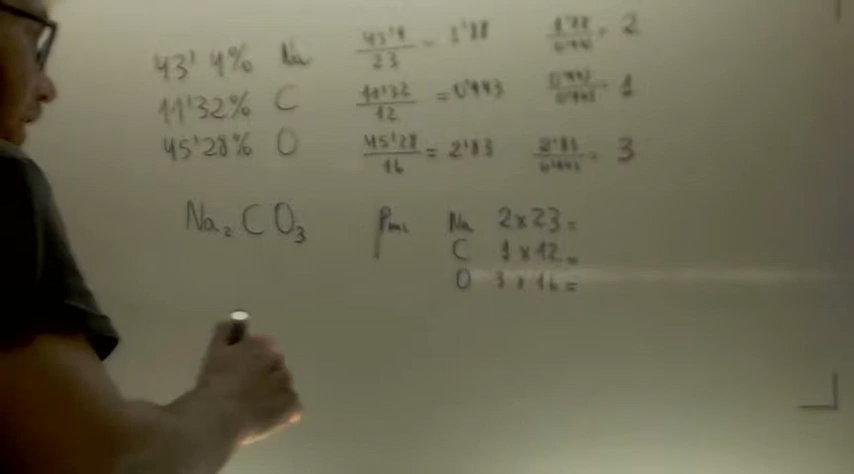 43'4% Na 43'4/23 = 1'88 1'88/0'943 = 2
11'32% C 11'32/12 = 0'943 0'943/0'943 = 1
45'28% O 45'28/16 = 2'83 2'83/0'943 = 3
Na₂CO₃ Pm: Na 2x23=
C 1x12=
O 3x16=